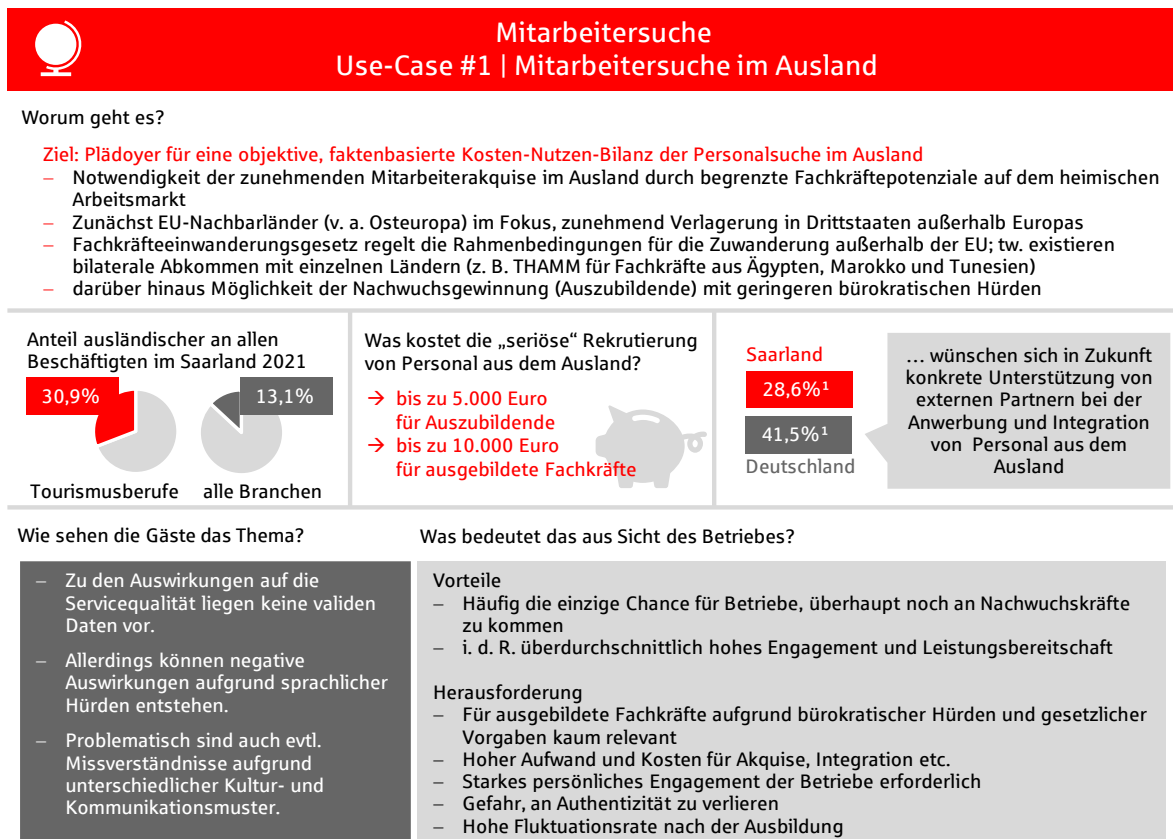 Mitarbeitersuche
Use-Case #1 | Mitarbeitersuche im Ausland
Worum geht es?
Ziel: Plädoyer für eine objektive, faktenbasierte Kosten-Nutzen-Bilanz der Personalsuche im Ausland
– Notwendigkeit der zunehmenden Mitarbeiterakquise im Ausland durch begrenzte Fachkräftepotenziale auf dem heimischen
Arbeitsmarkt
– Zunächst EU-Nachbarländer (v. a. Osteuropa) im Fokus, zunehmend Verlagerung in Drittstaaten außerhalb Europas
– Fachkräfteeinwanderungsgesetz regelt die Rahmenbedingungen für die Zuwanderung außerhalb der EU; tw. existieren
bilaterale Abkommen mit einzelnen Ländern (z. B. THAMM für Fachkräfte aus Ägypten, Marokko und Tunesien)
– darüber hinaus Möglichkeit der Nachwuchsgewinnung (Auszubildende) mit geringeren bürokratischen Hürden
Anteil ausländischer an allen
Beschäftigten im Saarland 2021
30,9%
13,1%
Tourismusberufe
alle Branchen
Was kostet die „seriöse“ Rekrutierung
von Personal aus dem Ausland?
→ bis zu 5.000 Euro
für Auszubildende
→ bis zu 10.000 Euro
für ausgebildete Fachkräfte
Saarland
28,6%¹
41,5%¹
Deutschland
… wünschen sich in Zukunft
konkrete Unterstützung von
externen Partnern bei der
Anwerbung und Integration
von Personal aus dem
Ausland
Wie sehen die Gäste das Thema?
– Zu den Auswirkungen auf die
Servicequalität liegen keine validen
Daten vor.
– Allerdings können negative
Auswirkungen aufgrund sprachlicher
Hürden entstehen.
– Problematisch sind auch evtl.
Missverständnisse aufgrund
unterschiedlicher Kultur- und
Kommunikationsmuster.
Was bedeutet das aus Sicht des Betriebes?
Vorteile
– Häufig die einzige Chance für Betriebe, überhaupt noch an Nachwuchskräfte
zu kommen
– i. d. R. überdurchschnittlich hohes Engagement und Leistungsbereitschaft
Herausforderung
– Für ausgebildete Fachkräfte aufgrund bürokratischer Hürden und gesetzlicher
Vorgaben kaum relevant
– Hoher Aufwand und Kosten für Akquise, Integration etc.
– Starkes persönliches Engagement der Betriebe erforderlich
– Gefahr, an Authentizität zu verlieren
– Hohe Fluktuationsrate nach der Ausbildung